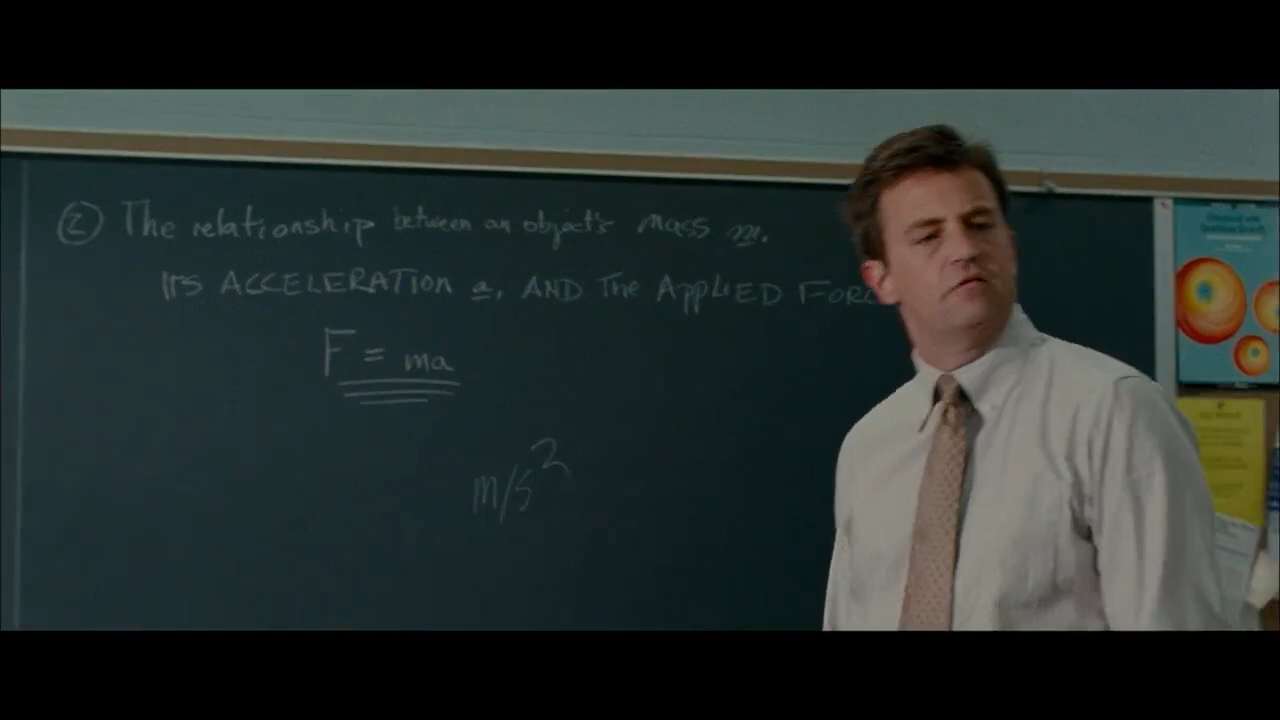 ② The relationship between an object's mass m.
Its ACCELERATION a, AND The APPLIED FORC
F = ma
m/s²